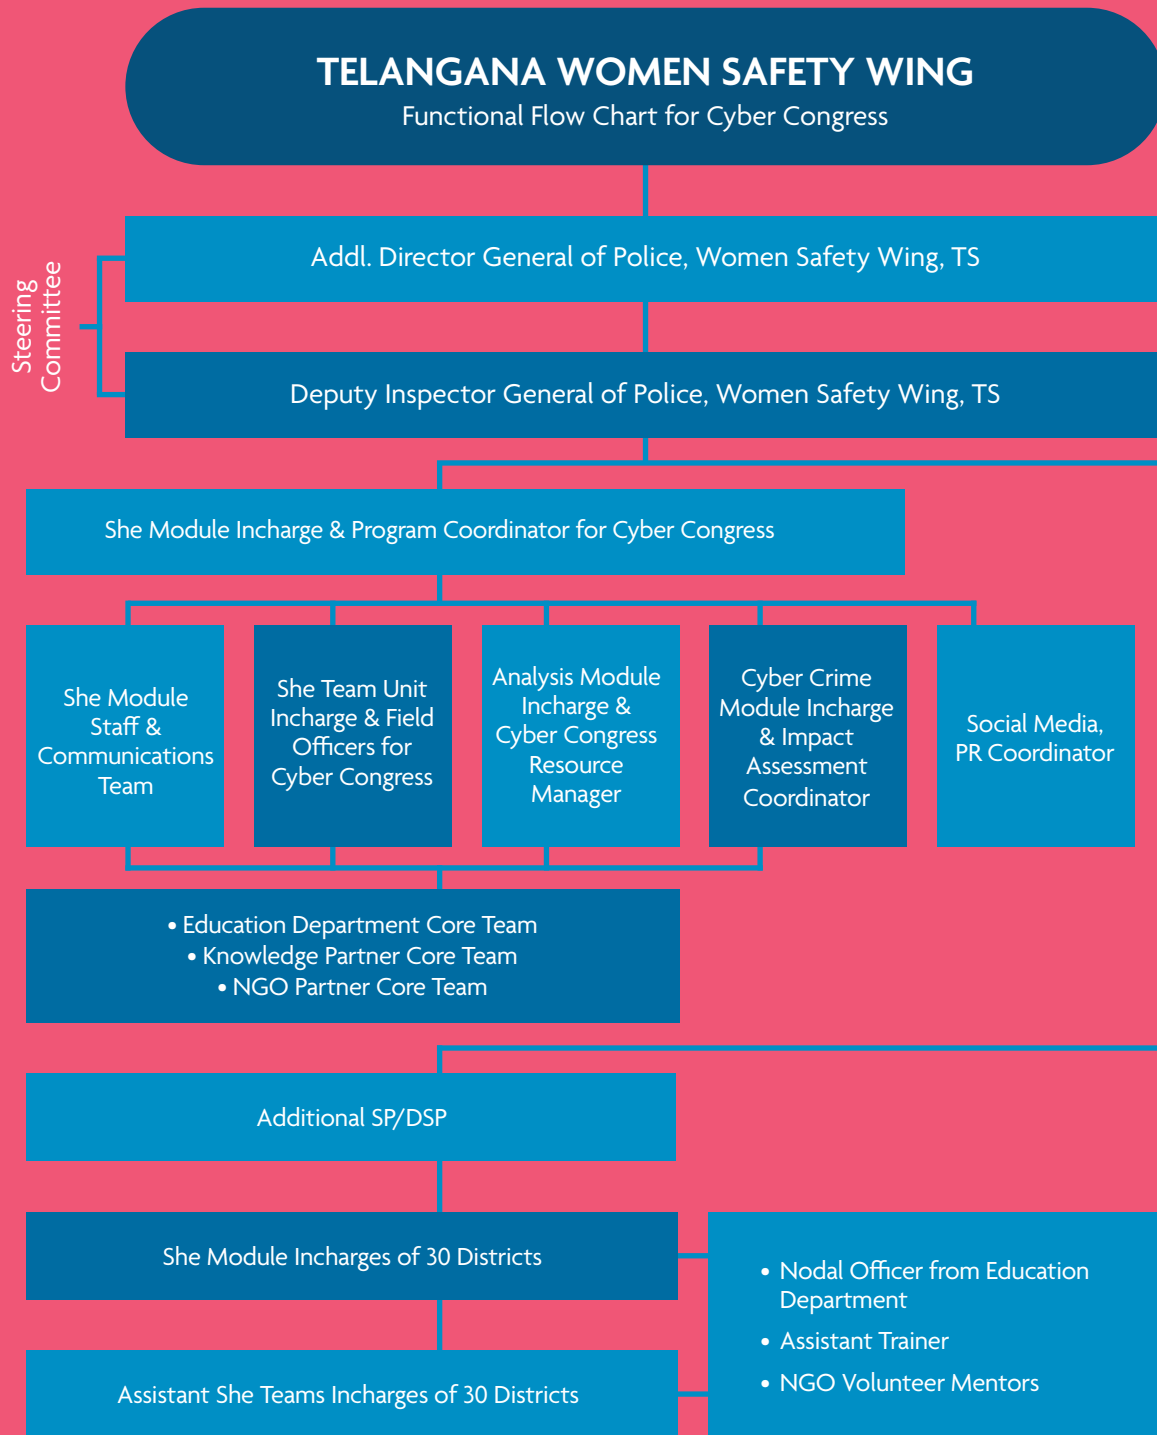 TELANGANA WOMEN SAFETY WING
Functional Flow Chart for Cyber Congress
Steering
Committee
Addl. Director General of Police, Women Safety Wing, TS
Deputy Inspector General of Police, Women Safety Wing, TS
She Module Incharge & Program Coordinator for Cyber Congress
She Module
Staff &
Communications
Team
She Team Unit
Incharge & Field
Officers for
Cyber Congress
Analysis Module
Incharge &
Cyber Congress
Resource
Manager
Cyber Crime
Module Incharge
& Impact
Assessment
Coordinator
Social Media,
PR Coordinator
• Education Department Core Team
• Knowledge Partner Core Team
• NGO Partner Core Team
Additional SP/DSP
She Module Incharges of 30 Districts
Assistant She Teams Incharges of 30 Districts
• Nodal Officer from Education
Department
• Assistant Trainer
• NGO Volunteer Mentors